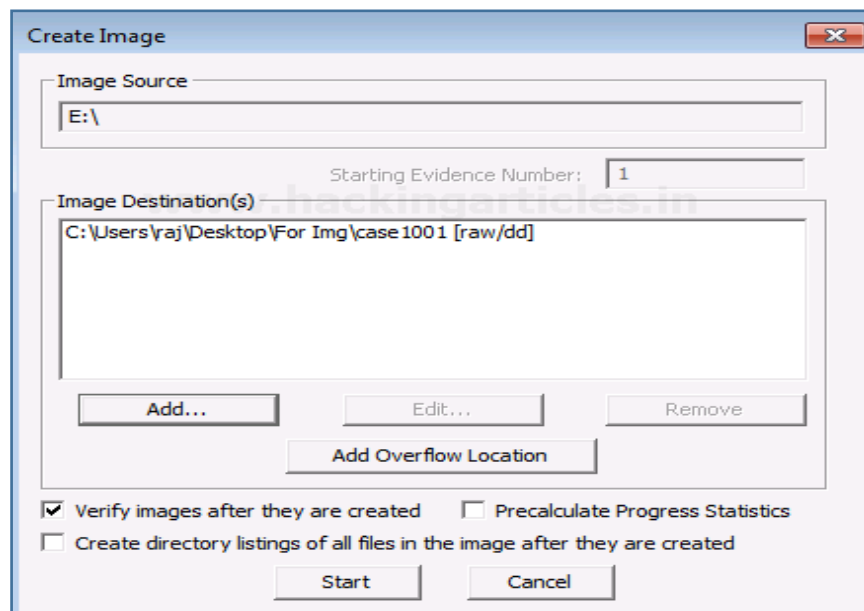 Create Image
Image Source
E:\
Starting Evidence Number: 1
www.hackingarticles.in
Image Destination(s)
C:\Users\raj\Desktop\For Img\case1001 [raw/dd]
Add... Edit... Remove
Add Overflow Location
Verify images after they are created Precalculate Progress Statistics
Create directory listings of all files in the image after they are created
Start Cancel